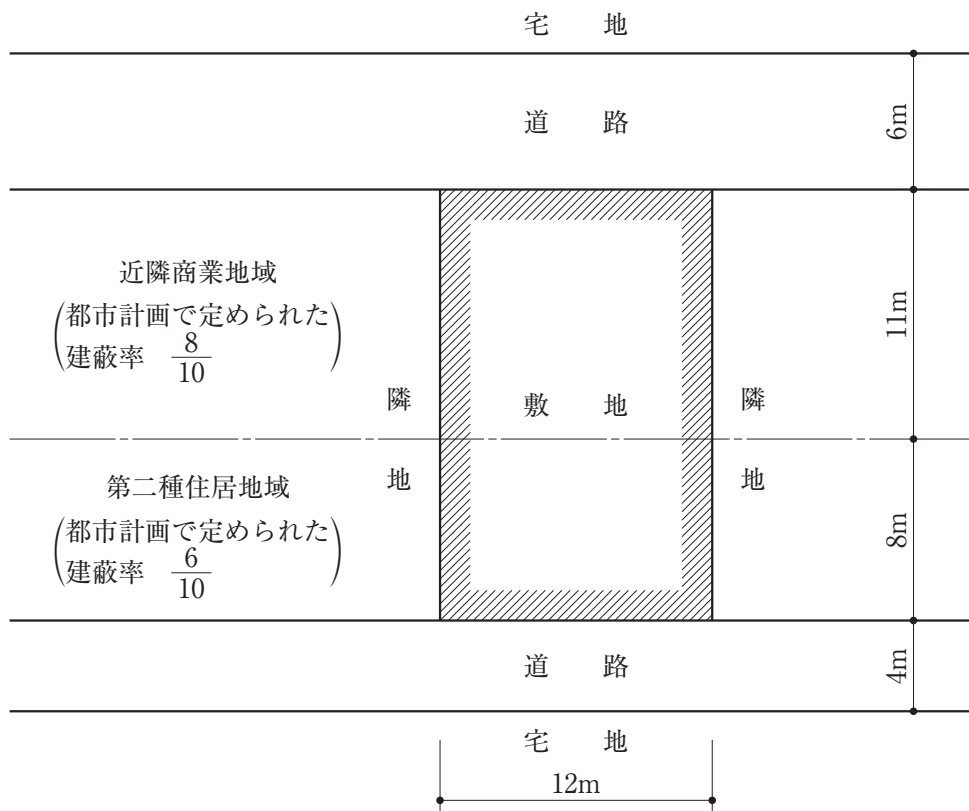 宅地
道路
6m
近隣商業地域
(都市計画で定められた
建蔽率 8/10)
11m
隣地
敷地
隣地
第二種住居地域
(都市計画で定められた
建蔽率 6/10)
8m
道路
4m
宅地
12m